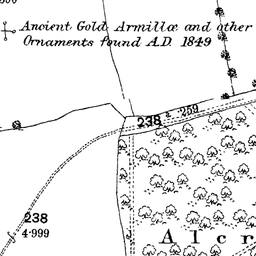 Ancient Gold Armillæ and other
Ornaments found A.D. 1849
238
.259
238
4.999
Alcr